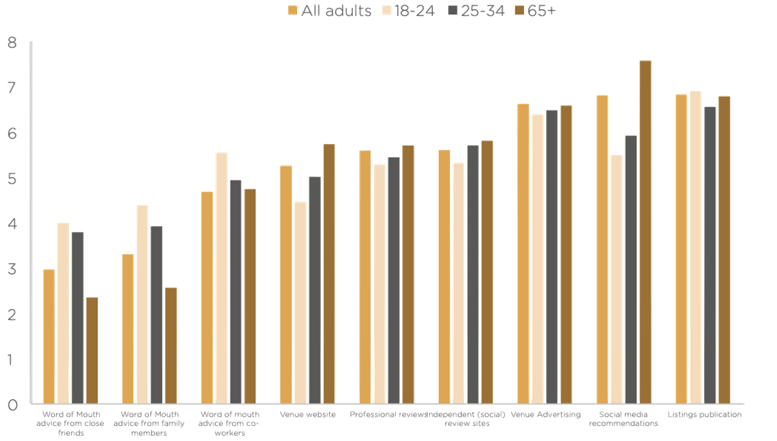 All adults 18-24 25-34 65+
8
7
6
5
4
3
2
1
0
Word of Mouth
advice from close
friends
Word of Mouth
advice from family
members
Word of mouth
advice from co-
workers
Venue website
Professional reviews
Independent (social)
review sites
Venue Advertising
Social media
recommendations
Listings publication